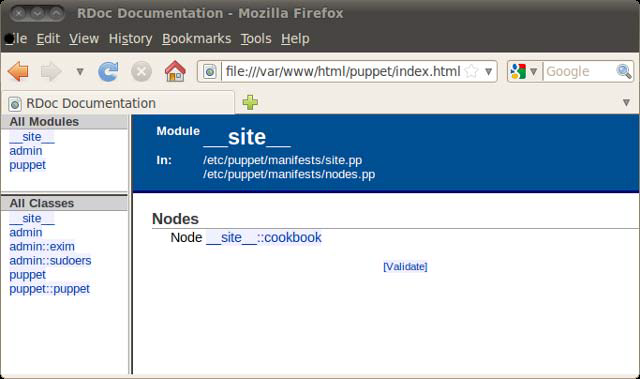 RDoc Documentation - Mozilla Firefox
Edit View History Bookmarks Tools Help
file:///var/www/html/puppet/index.html
Google
RDoc Documentation
All Modules
__site__
admin
puppet
All Classes
__site__
admin
admin::exim
admin::sudoers
puppet
puppet::puppet
Module __site__
In: /etc/puppet/manifests/site.pp
/etc/puppet/manifests/nodes.pp
Nodes
Node __site__::cookbook
[Validate]